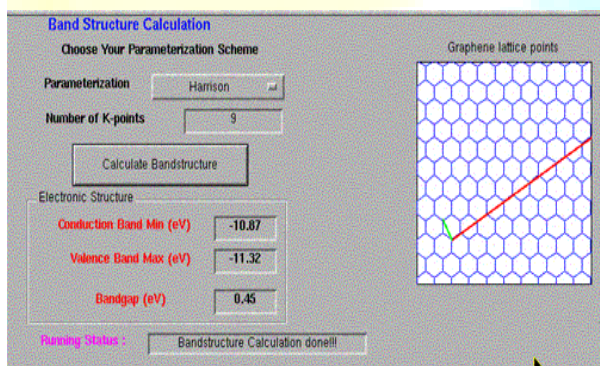 Band Structure Calculation
Choose Your Parameterization Scheme
Parameterization Harrison
Number of K-points 9
Calculate Bandstructure
Electronic Structure
Conduction Band Min (eV) -10.87
Valence Band Max (eV) -11.32
Bandgap (eV) 0.45
Running Status : Bandstructure Calculation done!!!
Graphene lattice points